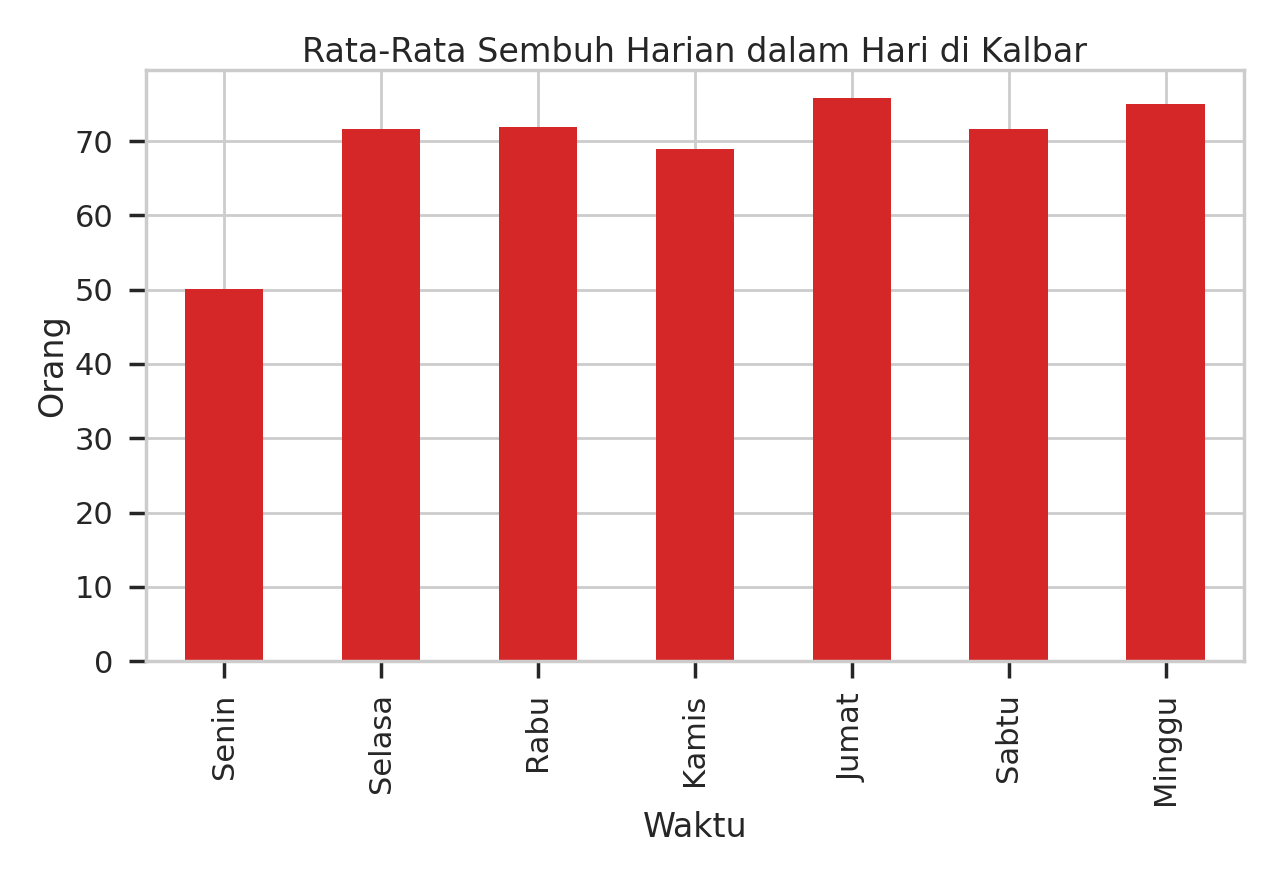 Rata-Rata Sembuh Harian dalam Hari di Kalbar
Orang
70
60
50
40
30
20
10
0
Senin
Selasa
Rabu
Kamis
Jumat
Sabtu
Minggu
Waktu